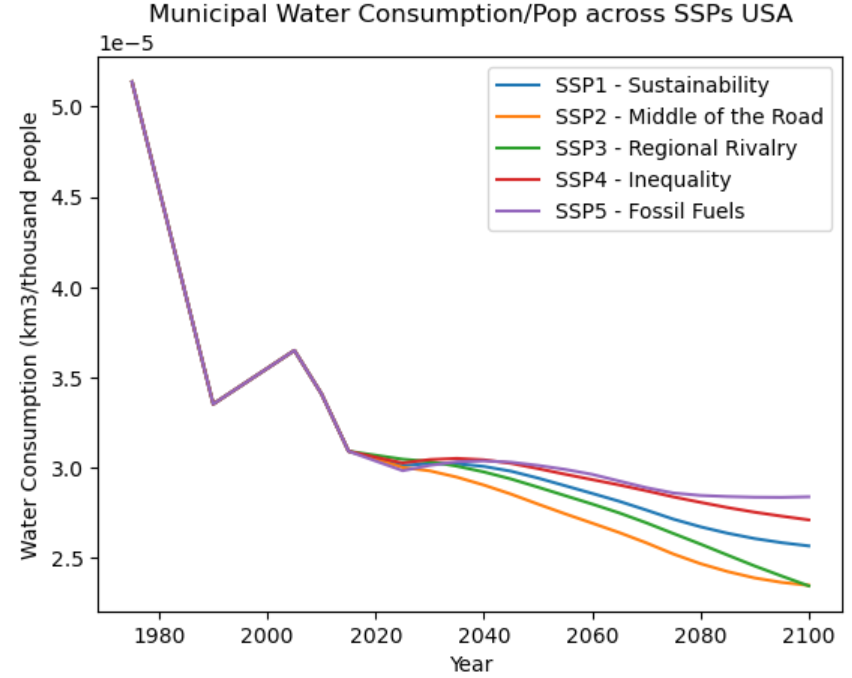 Municipal Water Consumption/Pop across SSPs USA
1e−5
Water Consumption (km3/thousand people
5.0
4.5
4.0
3.5
3.0
2.5
SSP1 - Sustainability
SSP2 - Middle of the Road
SSP3 - Regional Rivalry
SSP4 - Inequality
SSP5 - Fossil Fuels
1980 2000 2020 2040 2060 2080 2100
Year